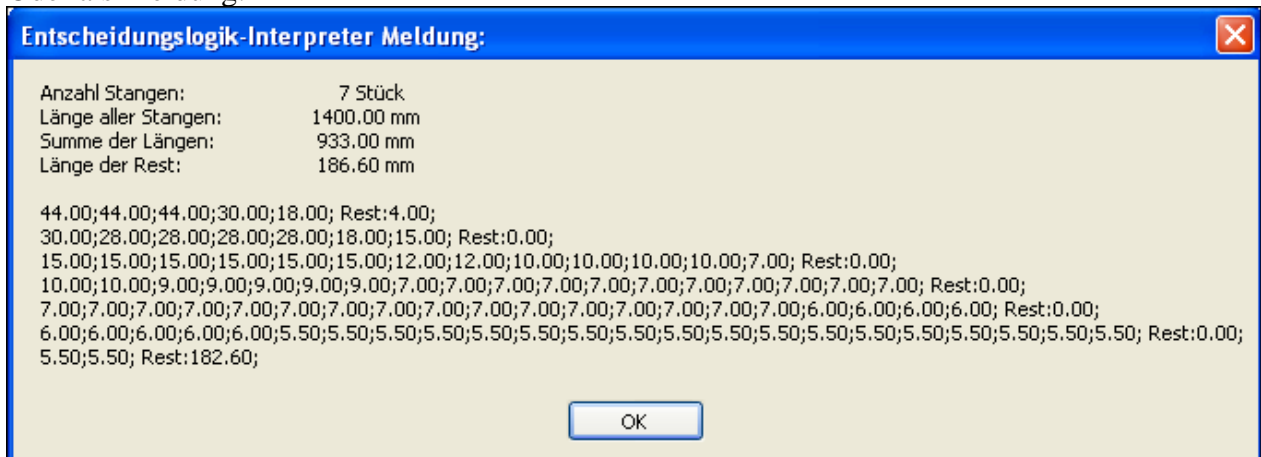 Oder als Meldung:
Entscheidungslogik-Interpreter Meldung:
Anzahl Stangen: 7 Stück
Länge aller Stangen: 1400.00 mm
Summe der Längen: 933.00 mm
Länge der Rest: 186.60 mm
44.00;44.00;44.00;30.00;18.00; Rest:4.00;
30.00;28.00;28.00;28.00;28.00;18.00;15.00; Rest:0.00;
15.00;15.00;15.00;15.00;15.00;15.00;12.00;12.00;10.00;10.00;10.00;10.00;7.00; Rest:0.00;
10.00;10.00;9.00;9.00;9.00;9.00;9.00;7.00;7.00;7.00;7.00;7.00;7.00;7.00;7.00;7.00;7.00;7.00; Rest:0.00;
7.00;7.00;7.00;7.00;7.00;7.00;7.00;7.00;7.00;7.00;7.00;7.00;7.00;7.00;7.00;7.00;6.00;6.00;6.00;6.00; Rest:0.00;
6.00;6.00;6.00;6.00;6.00;5.50;5.50;5.50;5.50;5.50;5.50;5.50;5.50;5.50;5.50;5.50;5.50;5.50;5.50;5.50;5.50;5.50;5.50; Rest:0.00;
5.50;5.50; Rest:182.60;
OK